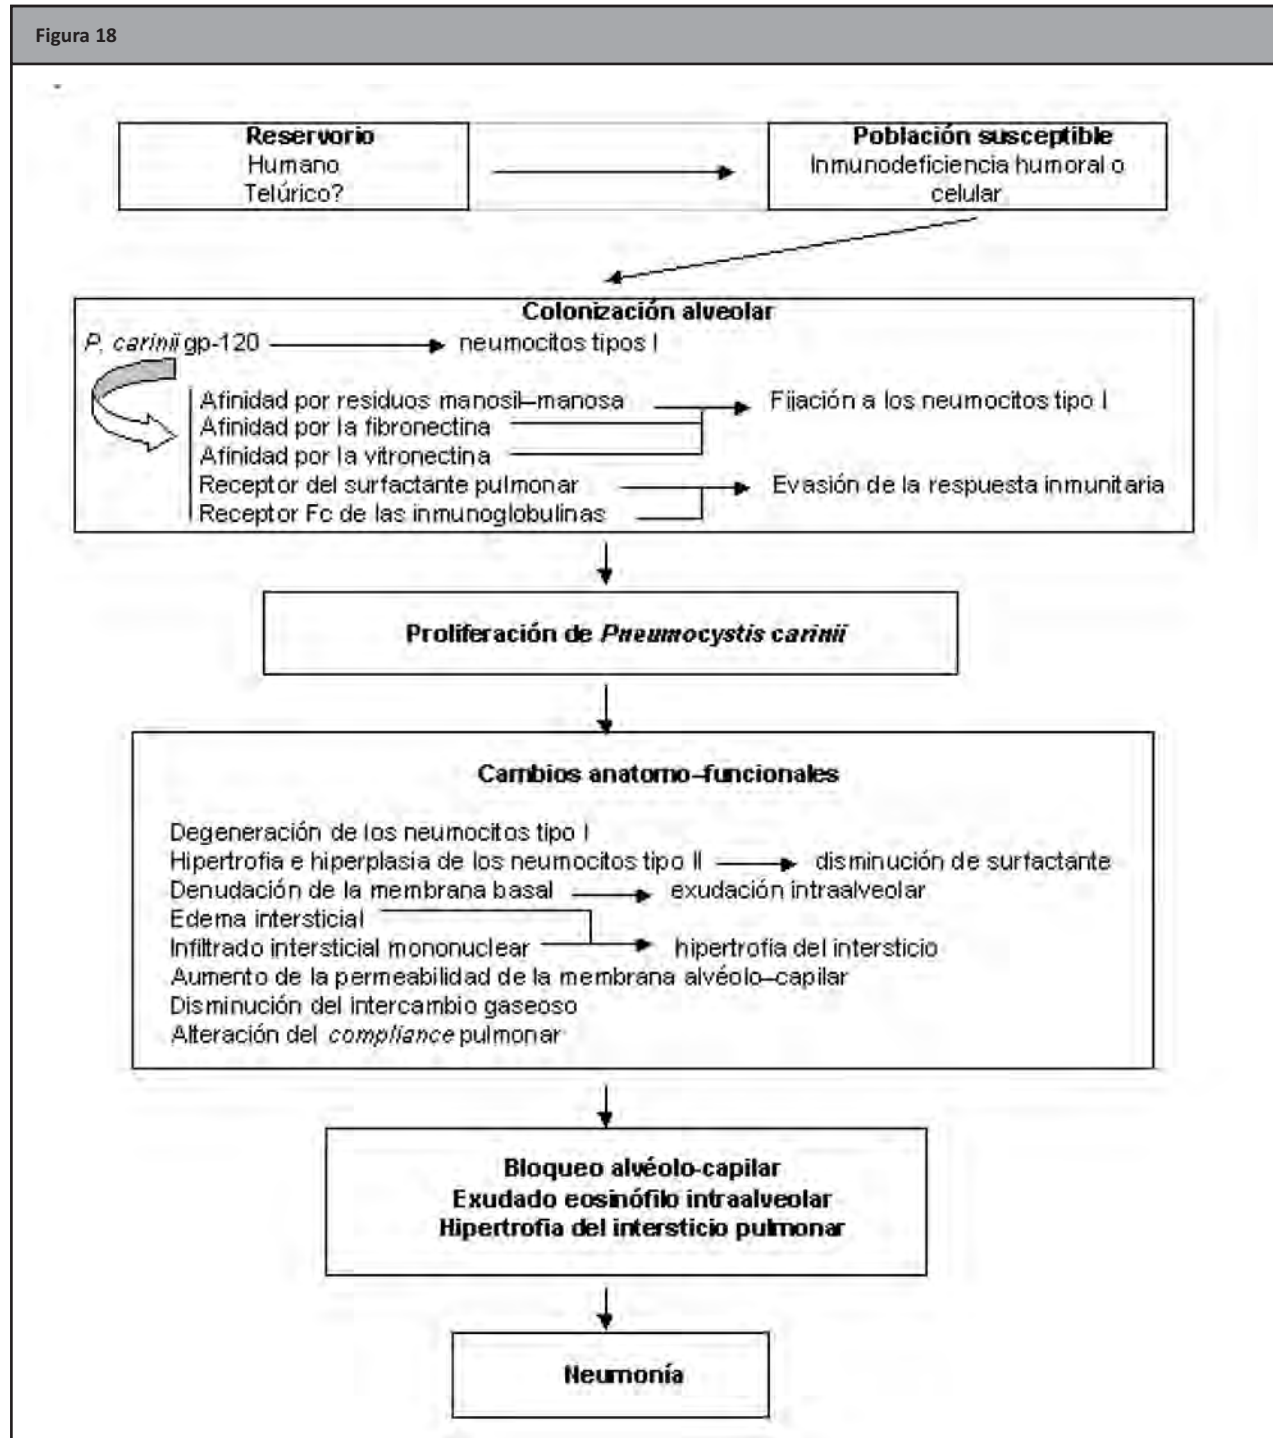 Figura 18
Reservorio
Humano
Telúrico?
Población susceptible
Inmunodeficiencia humoral o
celular
Colonización alveolar
P. carinii gp-120 neumocitos tipos I
Afinidad por residuos manosil–manosa Fijación a los neumocitos tipo I
Afinidad por la fibronectina
Afinidad por la vitronectina
Receptor del surfactante pulmonar Evasión de la respuesta inmunitaria
Receptor Fc de las inmunoglobulinas
Proliferación de Pneumocystis carinii
Cambios anatomo–funcionales
Degeneración de los neumocitos tipo I
Hipertrofia e hiperplasia de los neumocitos tipo II disminución de surfactante
Denudación de la membrana basal exudación intraalveolar
Edema intersticial
Infiltrado intersticial mononuclear hipertrofia del intersticio
Aumento de la permeabilidad de la membrana alvéolo–capilar
Disminución del intercambio gaseoso
Alteración del compliance pulmonar
Bloqueo alvéolo-capilar
Exudado eosinófilo intraalveolar
Hipertrofia del intersticio pulmonar
Neumonía